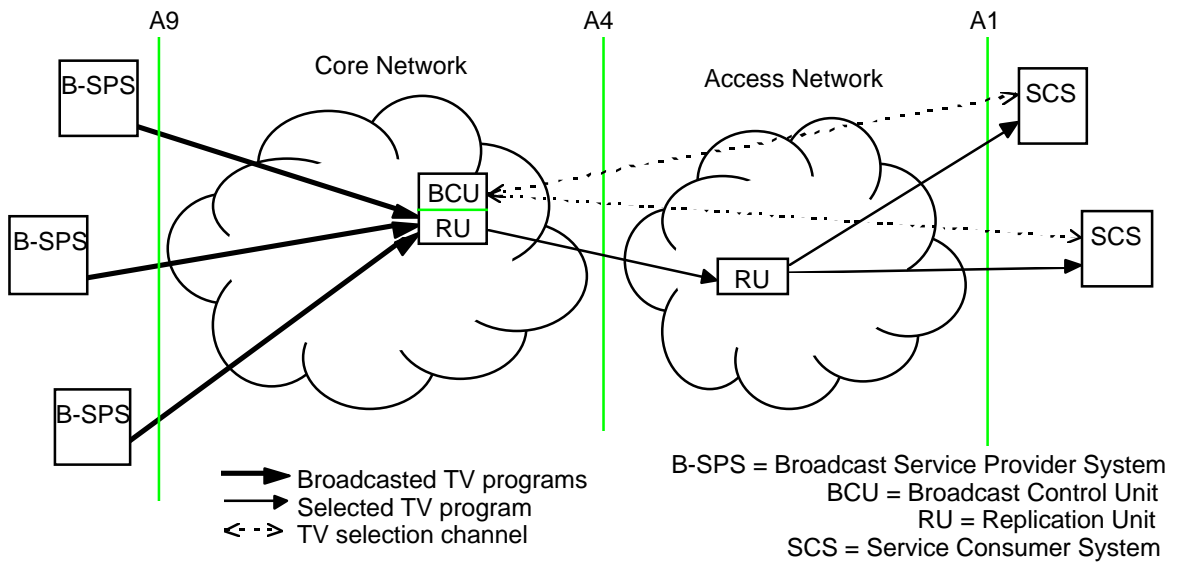 A9
A4
A1
Core Network
Access Network
B-SPS
SCS
BCU
RU
B-SPS
SCS
RU
B-SPS
Broadcasted TV programs
Selected TV program
TV selection channel
B-SPS = Broadcast Service Provider System
BCU = Broadcast Control Unit
RU = Replication Unit
SCS = Service Consumer System